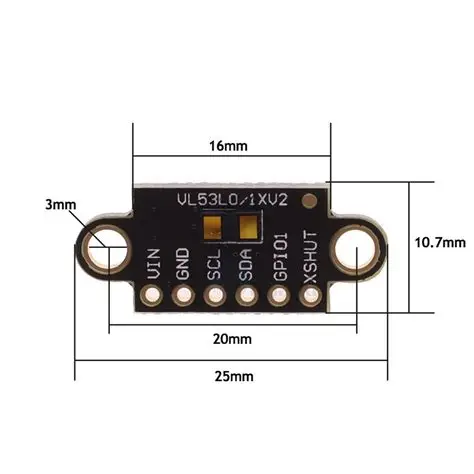 16mm
VL53L0/1XV2
3mm
10.7mm
VIN
GND
SCL
SDA
GPIO1
XSHUT
20mm
25mm